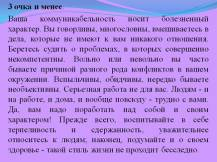 3 очка и менее
Ваша коммуникабельность носит болезненный
характер. Вы говорливы, многословны, вмешиваетесь в
дела, которые не имеют к вам никакого отношения.
Беретесь судить о проблемах, в которых совершенно
некомпетентны. Вольно или невольно вы часто
бываете причиной разного рода конфликтов в вашем
окружении. Вспыльчивы, обидчивы, нередко бываете
необъективны. Серьезная работа не для вас. Людям - и
на работе, и дома, и вообще повсюду - трудно с вами.
Да, вам надо поработать над собой и своим
характером! Прежде всего, воспитывайте в себе
терпеливость и сдержанность, уважительнее
относитесь к людям, наконец, подумайте и о своем
здоровье - такой стиль жизни не проходит бесследно.